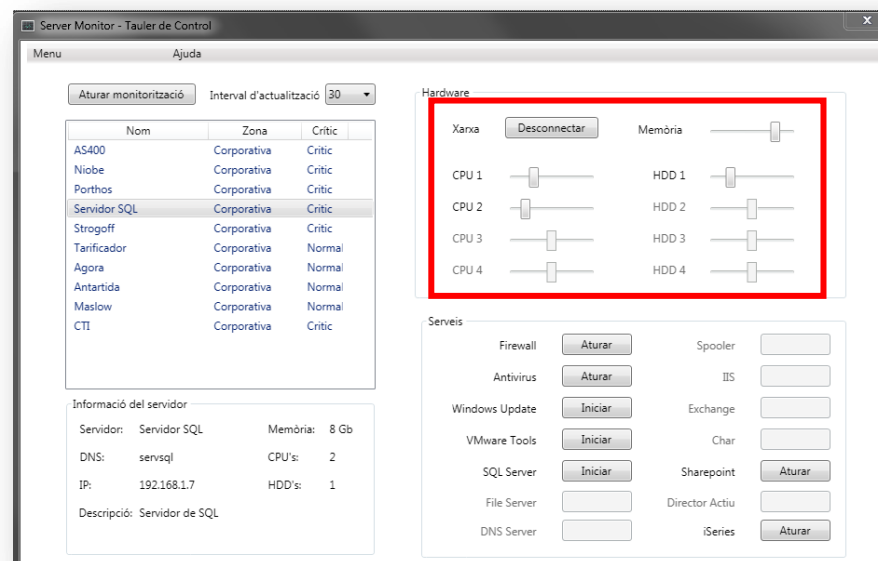 Server Monitor - Tauler de Control
x
Menu Ajuda
Aturar monitorització Interval d'actualització 30
Nom Zona Crític
AS400 Corporativa Critic
Niobe Corporativa Critic
Porthos Corporativa Critic
Servidor SQL Corporativa Critic
Strogoff Corporativa Critic
Tarificador Corporativa Normal
Agora Corporativa Normal
Antartida Corporativa Normal
Maslow Corporativa Normal
CTI Corporativa Critic
Informació del servidor
Servidor: Servidor SQL Memòria: 8 Gb
DNS: servsql CPU's: 2
IP: 192.168.1.7 HDD's: 1
Descripció: Servidor de SQL
Hardware
Xarxa Desconnectar Memòria
CPU 1 HDD 1
CPU 2 HDD 2
CPU 3 HDD 3
CPU 4 HDD 4
Serveis
Firewall Aturar Spooler
Antivirus Aturar IIS
Windows Update Iniciar Exchange
VMware Tools Iniciar Char
SQL Server Iniciar Sharepoint Aturar
File Server Director Actiu
DNS Server iSeries Aturar